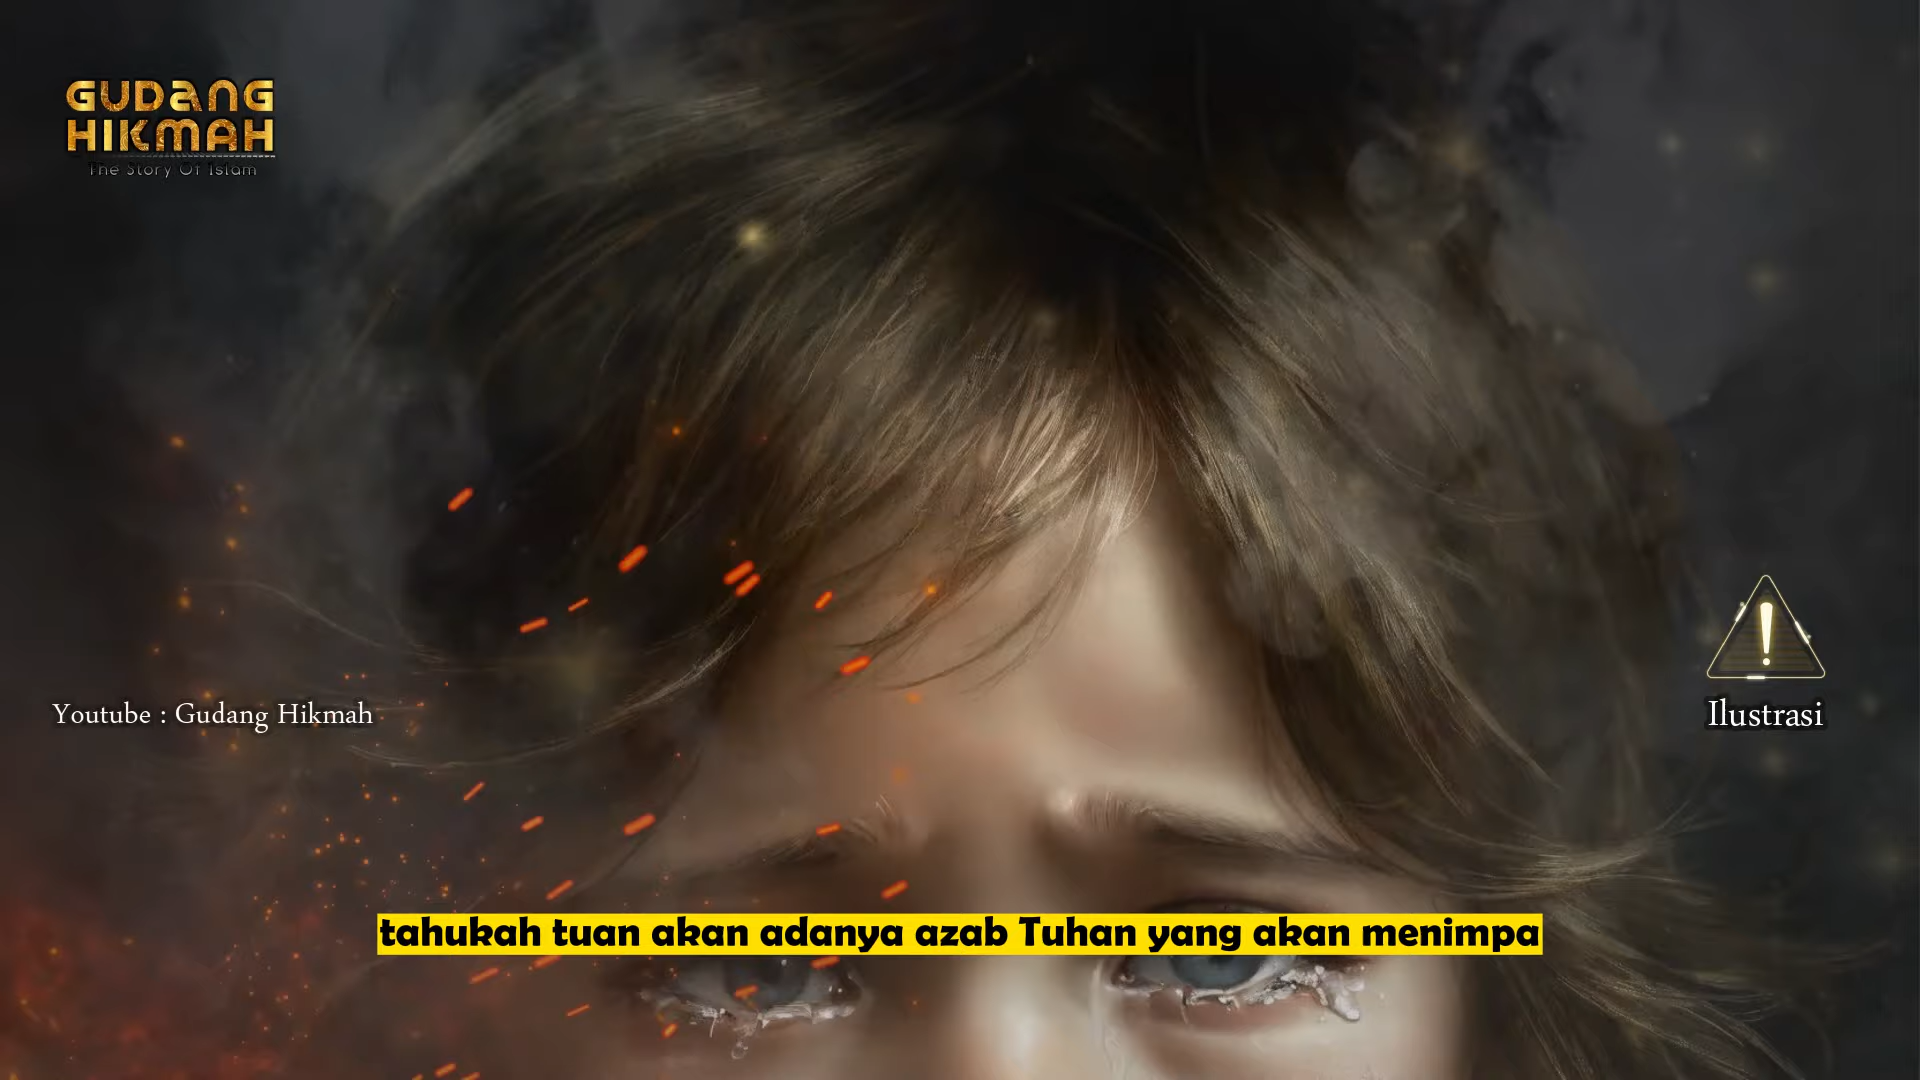 GUDANG
HIKMAH
The Story Of Islam
Youtube : Gudang Hikmah
Ilustrasi
tahukah tuan akan adanya azab Tuhan yang akan menimpa